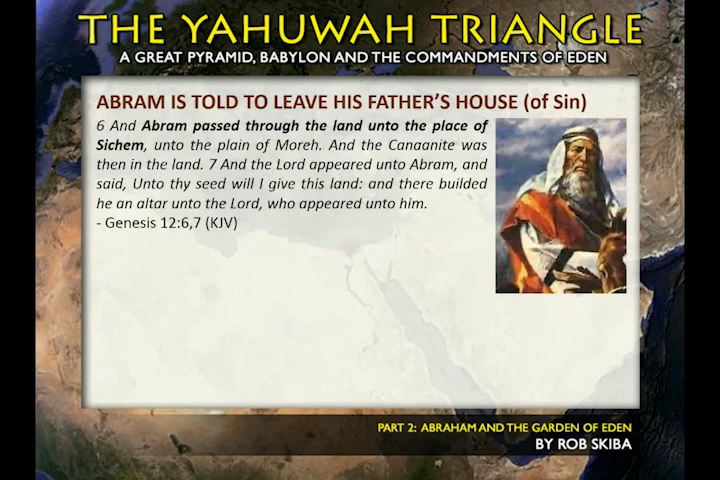 THE YAHUWAH TRIANGLE
A GREAT PYRAMID, BABYLON AND THE COMMANDMENTS OF EDEN
ABRAM IS TOLD TO LEAVE HIS FATHER'S HOUSE (of Sin)
6 And Abram passed through the land unto the place of
Sichem, unto the plain of Moreh. And the Canaanite was
then in the land. 7 And the Lord appeared unto Abram, and
said, Unto thy seed will I give this land: and there builded
he an altar unto the Lord, who appeared unto him.
- Genesis 12:6,7 (KJV)
PART 2: ABRAHAM AND THE GARDEN OF EDEN
BY ROB SKIBA